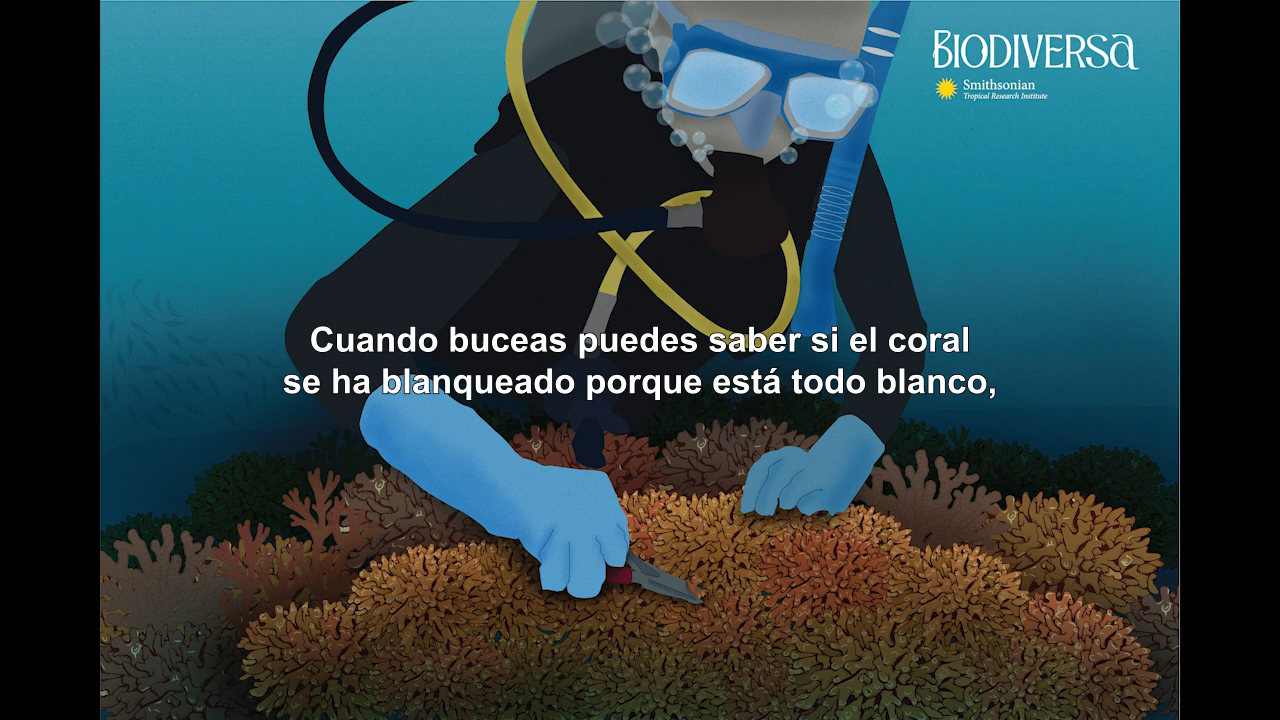 BIODIVERSA
Smithsonian
Tropical Research Institute
Cuando buceas puedes saber si el coral
se ha blanqueado porque está todo blanco,